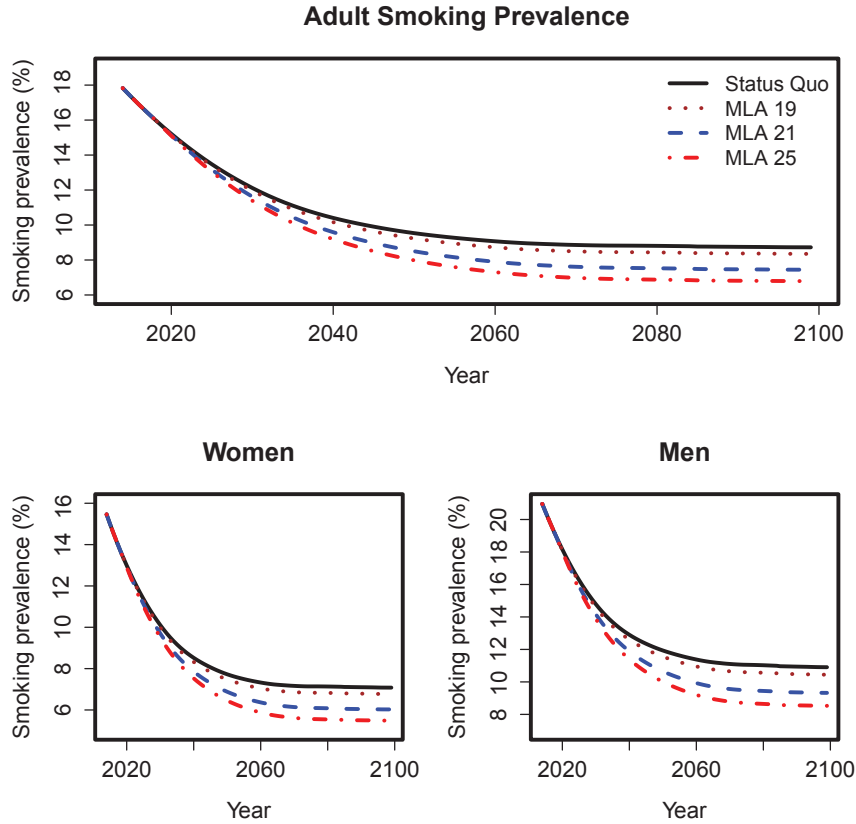 Adult Smoking Prevalence
Smoking prevalence (%)
18
16
14
12
10
8
6
Status Quo
MLA 19
MLA 21
MLA 25
2020 2040 2060 2080 2100
Year
Women
Smoking prevalence (%)
16
14
12
10
8
6
2020 2060 2100
Year
Men
Smoking prevalence (%)
20
18
16
14
12
10
8
2020 2060 2100
Year